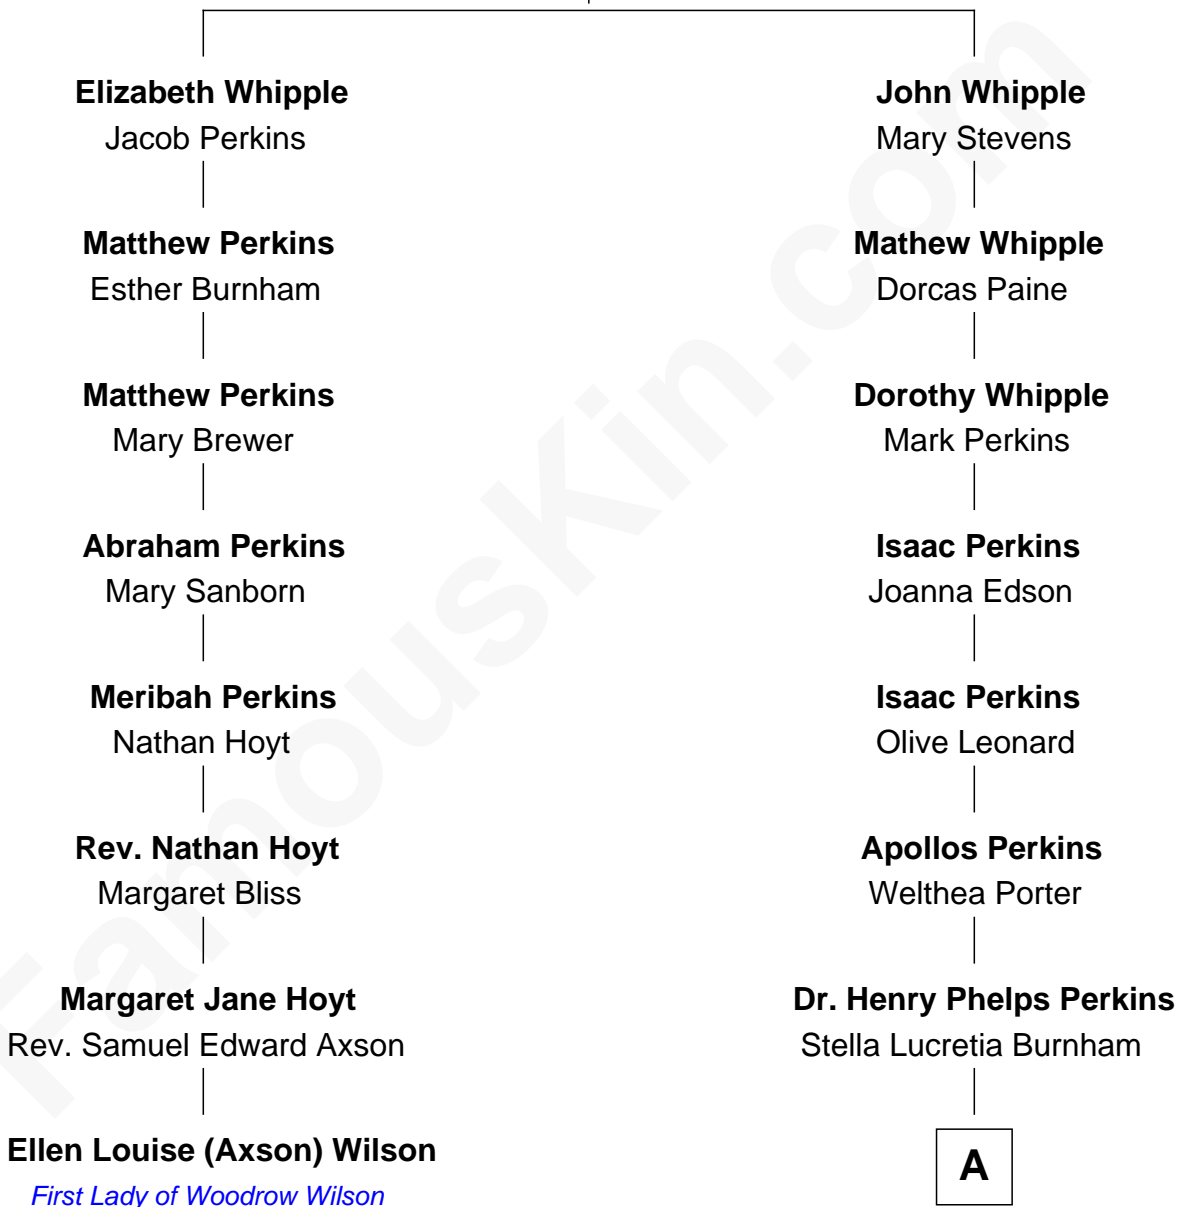 Elizabeth Whipple
Jacob Perkins
Matthew Perkins
Esther Burnham
Matthew Perkins
Mary Brewer
Abraham Perkins
Mary Sanborn
Meribah Perkins
Nathan Hoyt
Rev. Nathan Hoyt
Margaret Bliss
Margaret Jane Hoyt
Rev. Samuel Edward Axson
Ellen Louise (Axson) Wilson
First Lady of Woodrow Wilson
John Whipple
Mary Stevens
Mathew Whipple
Dorcas Paine
Dorothy Whipple
Mark Perkins
Isaac Perkins
Joanna Edson
Isaac Perkins
Olive Leonard
Apollos Perkins
Welthea Porter
Dr. Henry Phelps Perkins
Stella Lucretia Burnham
A
FamousKin.com